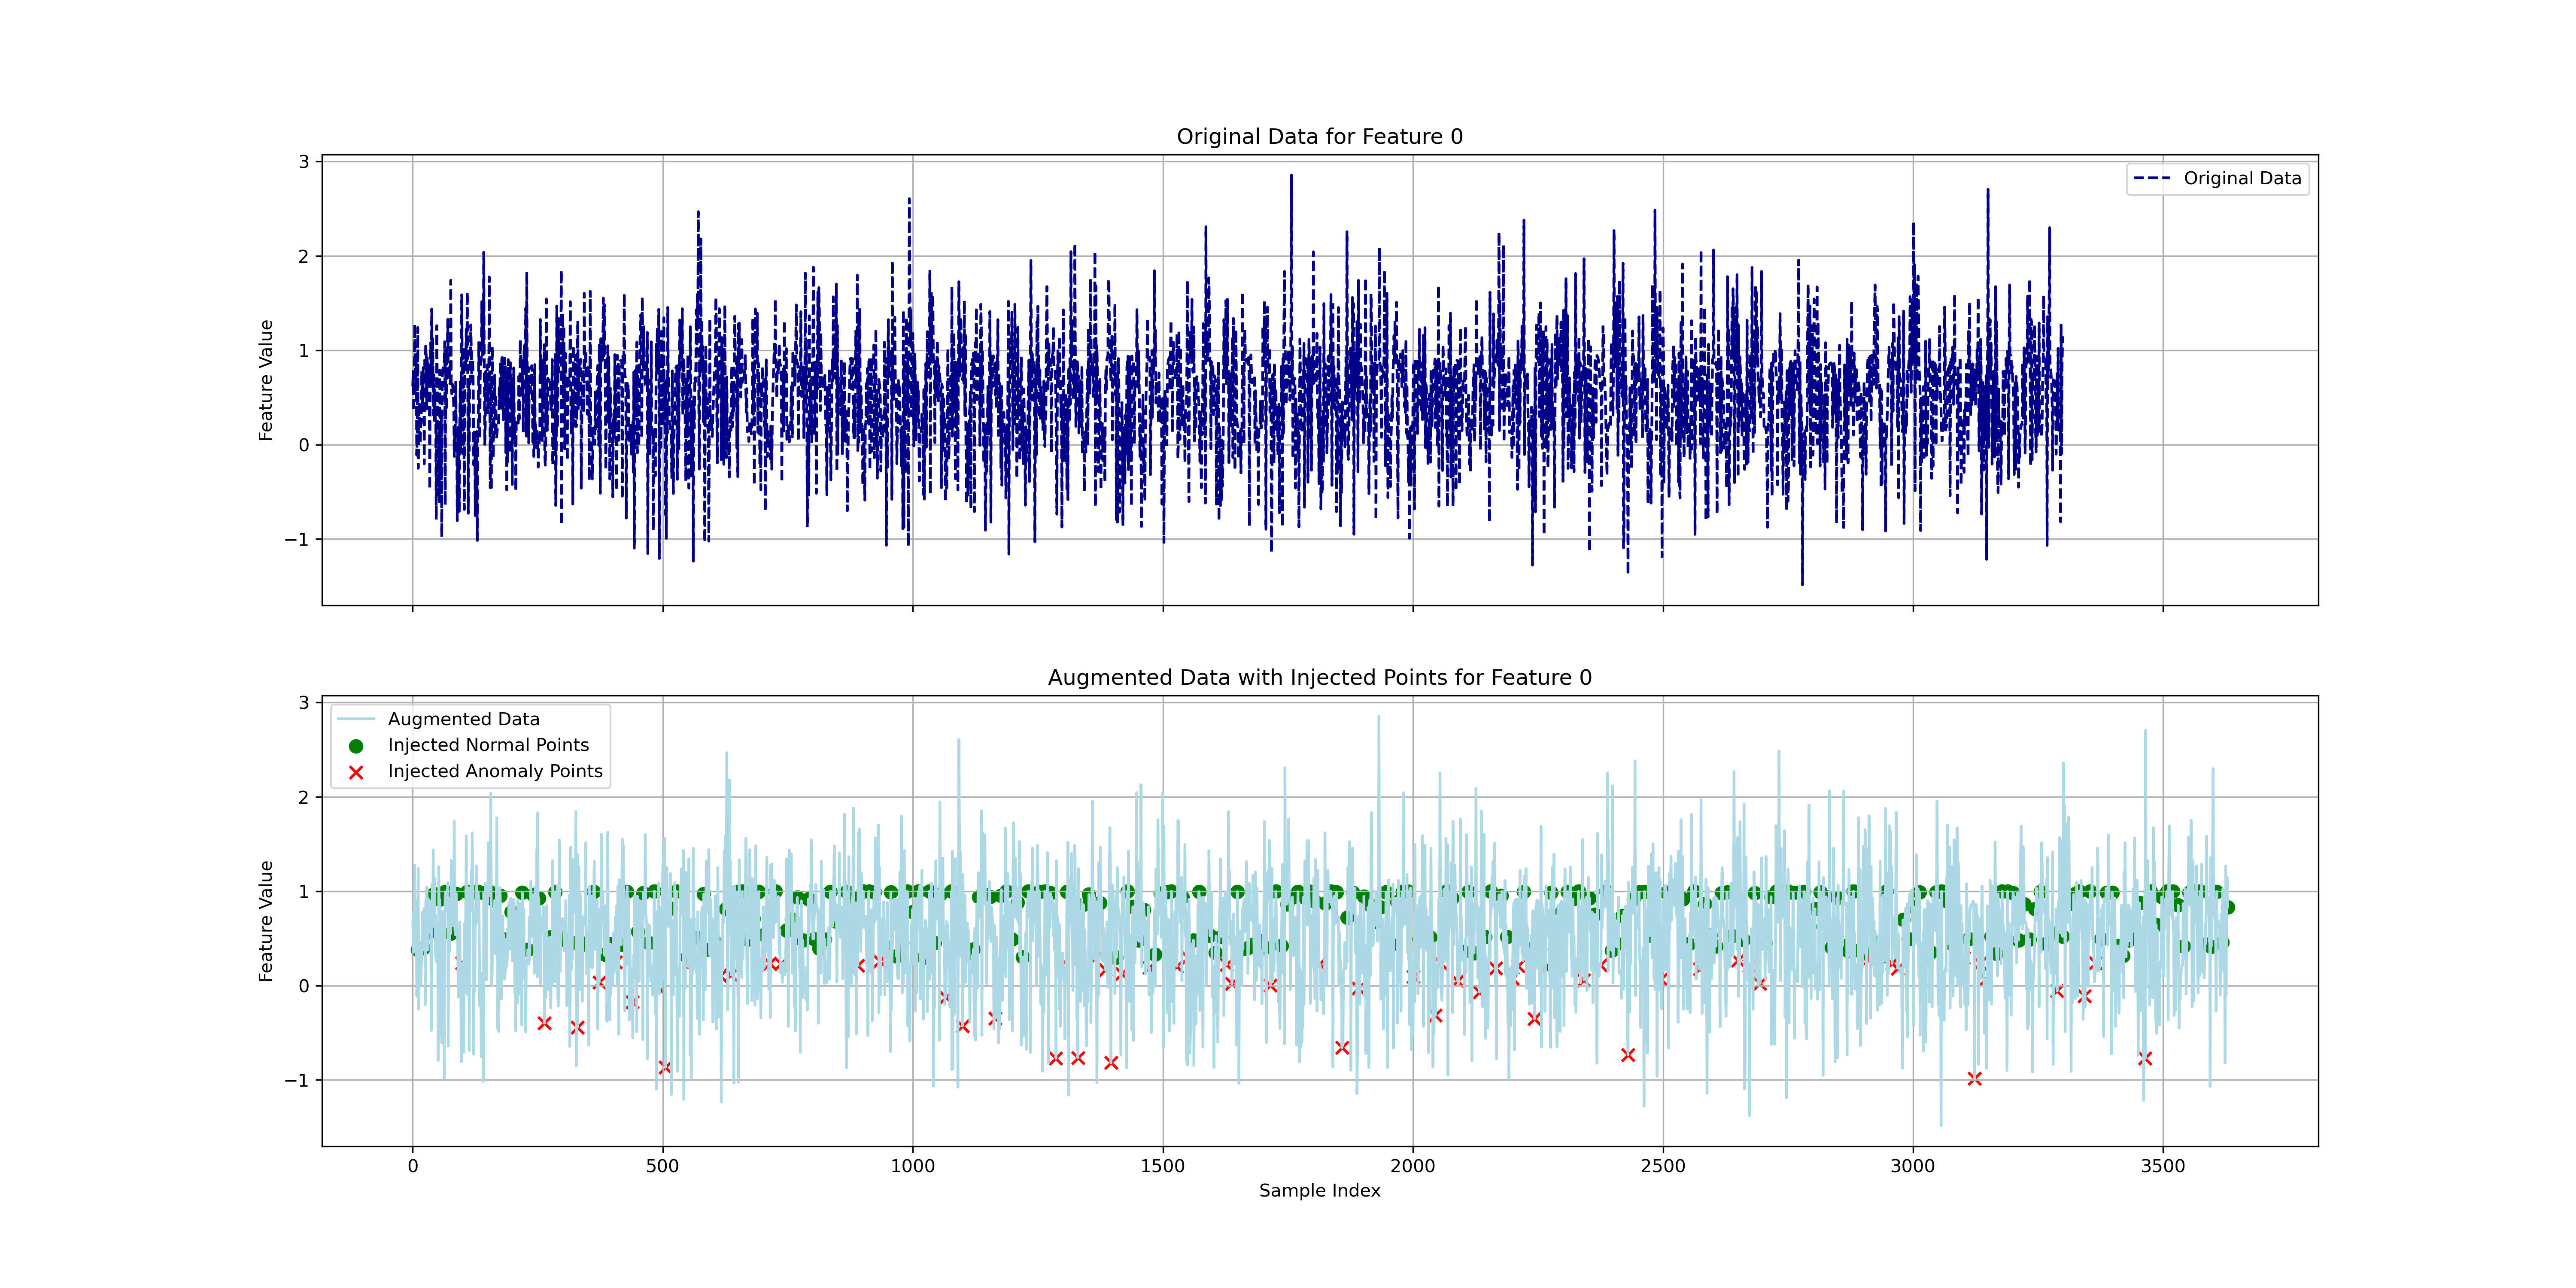 Original Data for Feature 0
3
2
1
0
−1
Feature Value
Original Data
Augmented Data with Injected Points for Feature 0
3
2
1
0
−1
Feature Value
Augmented Data
Injected Normal Points
Injected Anomaly Points
0 500 1000 1500 2000 2500 3000 3500
Sample Index